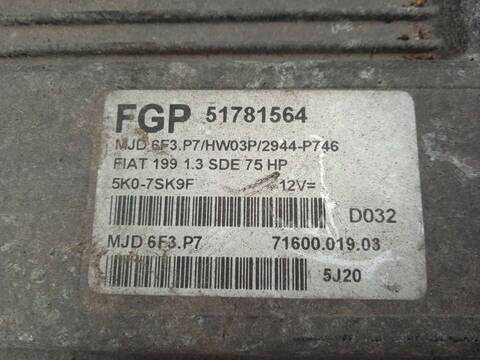 FGP 51781564
MJD 6F3.P7/HW03P/2944-P746
FIAT 199 1.3 SDE 75 HP
5K0-7SK9F 12V=
D032
MJD 6F3.P7 71600.019.03
5J20